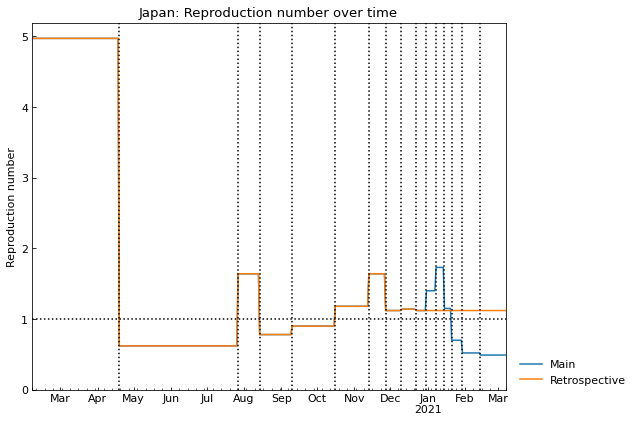 Japan: Reproduction number over time
Reproduction number
5
4
3
2
1
0
Mar Apr May Jun Jul Aug Sep Oct Nov Dec Jan Feb Mar
2021
Main
Retrospective